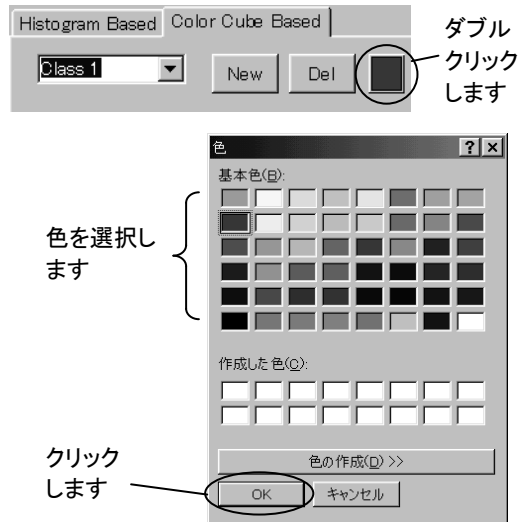 Histogram Based Color Cube Based
Class 1 New Del
ダブル
クリック
します
色 ? ×
基本色(B):
色を選択し
ます
作成した色(C):
色の作成(D) >>
クリック
します
OK キャンセル